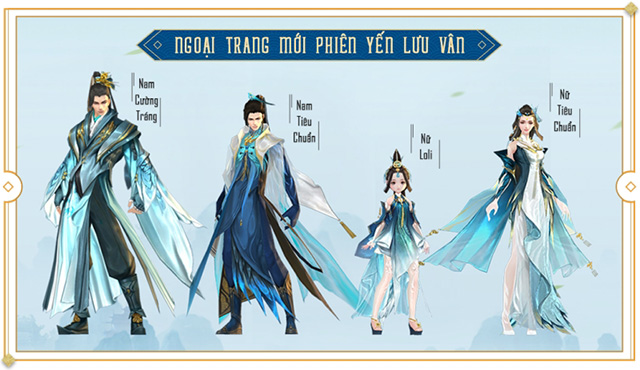 NGOẠI TRANG MỚI PHIÊN YẾN LƯU VÂN
Nam
Cường
Tráng
Nam
Tiêu
Chuẩn
Nữ
Loli
Nữ
Tiêu
Chuẩn